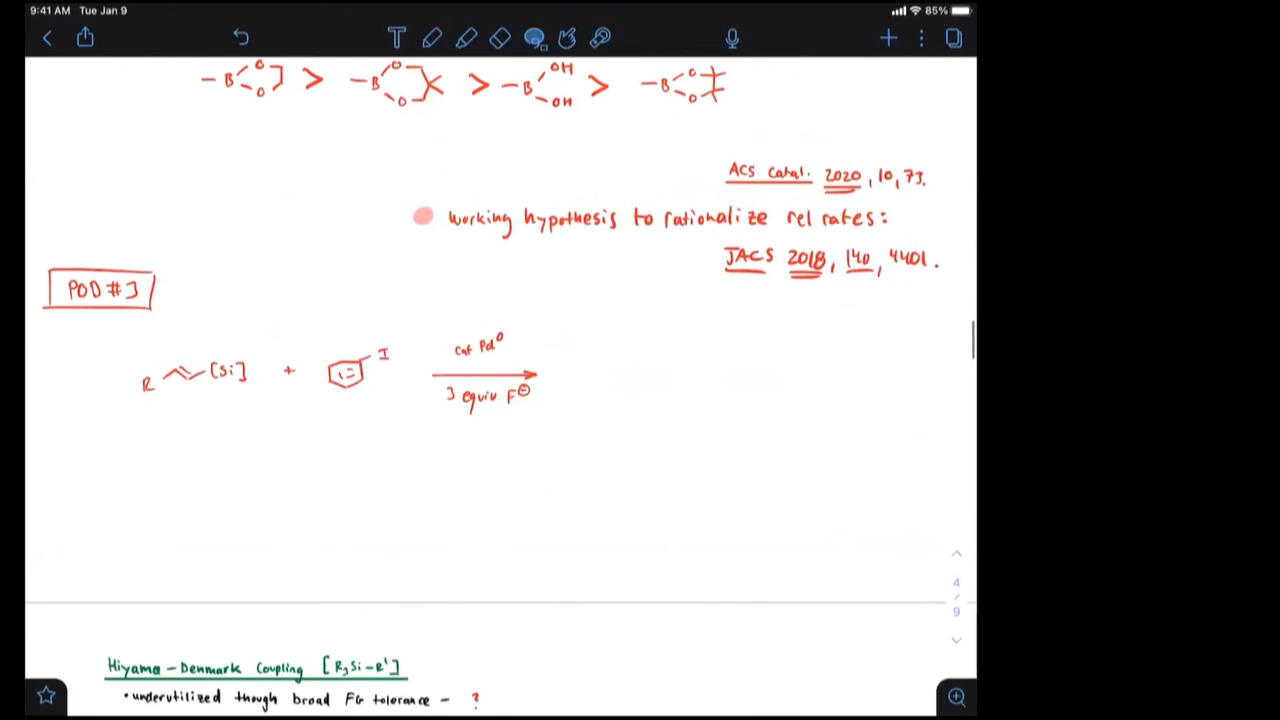 9:41 AM Tue Jan 9
85%
T
-B O O > -B O O > -B OH OH > -B O O
ACS Catal. 2020, 10, 73.
working hypothesis to rationalize rel rates:
JACS 2018, 140, 4401.
POD #3
R [Si] + I
cat Pd⁰
3 equiv F⊖
4
/
9
Hiyama-Denmark Coupling [R₃Si-R']
• underutilized though broad FG tolerance - ?